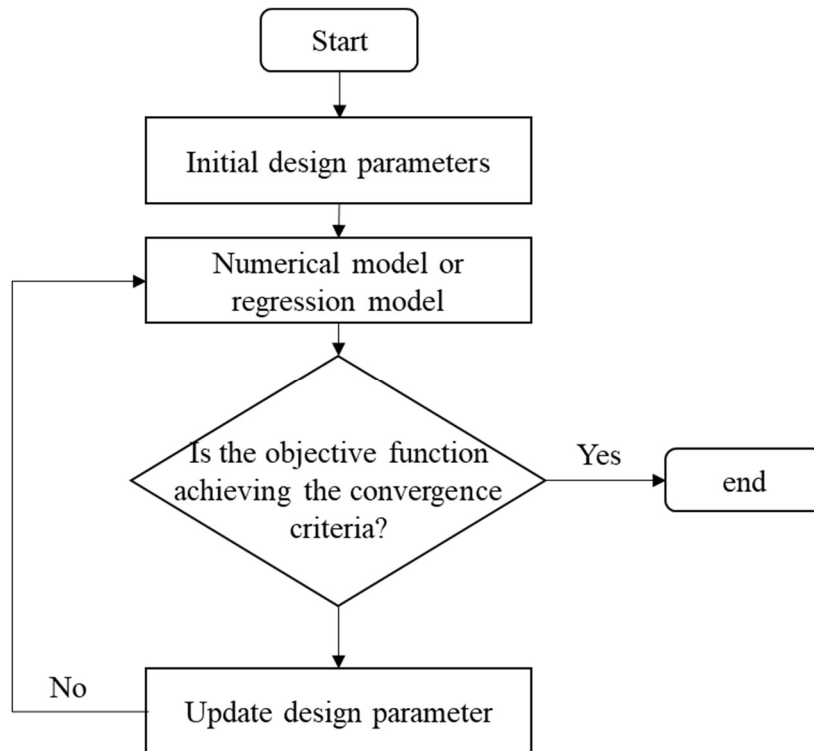 Start
Initial design parameters
Numerical model or
regression model
Is the objective function
achieving the convergence
criteria?
Yes
end
No
Update design parameter